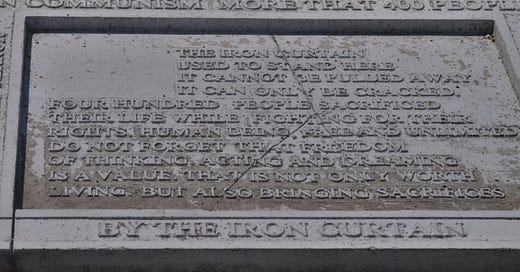 N COMMUNISM MORE THAT 400 PEOPL
THE IRON CURTAIN
USED TO STAND HERE.
IT CANNOT BE PULLED AWAY,
IT CAN ONLY BE CRACKED.
FOUR HUNDRED PEOPLE SACRIFICED
THEIR LIFE WHILE FIGHTING FOR THEIR
RIGHTS. HUMAN BEING, FREE AND UNLIMITED
DO NOT FORGET THAT FREEDOM
OF THINKING, ACTING AND DREAMING
IS A VALUE, THAT IS NOT ONLY WORTH
LIVING, BUT ALSO BRINGING SACRIFICES
BY THE IRON CURTAIN